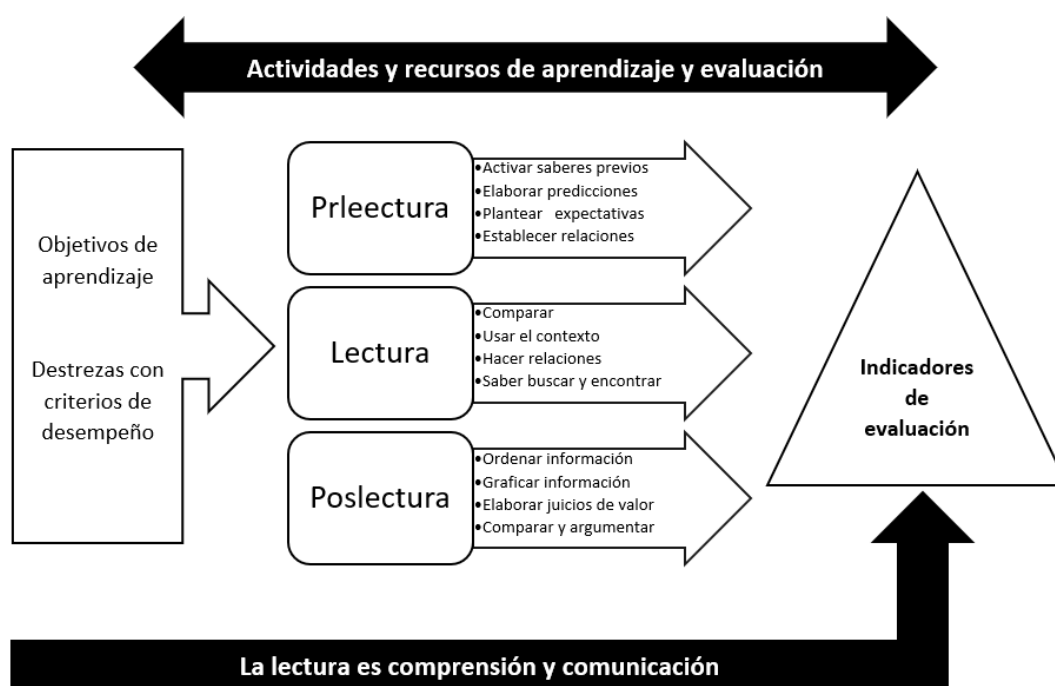 Actividades y recursos de aprendizaje y evaluación
Objetivos de
aprendizaje
Destrezas con
criterios de
desempeño
Prleectura
•Activar saberes previos
•Elaborar predicciones
•Plantear expectativas
•Establecer relaciones
Lectura
•Comparar
•Usar el contexto
•Hacer relaciones
•Saber buscar y encontrar
Poslectura
•Ordenar información
•Graficar información
•Elaborar juicios de valor
•Comparar y argumentar
Indicadores
de
evaluación
La lectura es comprensión y comunicación